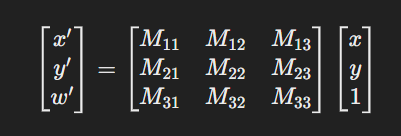 x′ M₁₁ M₁₂ M₁₃ x
y′ = M₂₁ M₂₂ M₂₃ y
w′ M₃₁ M₃₂ M₃₃ 1